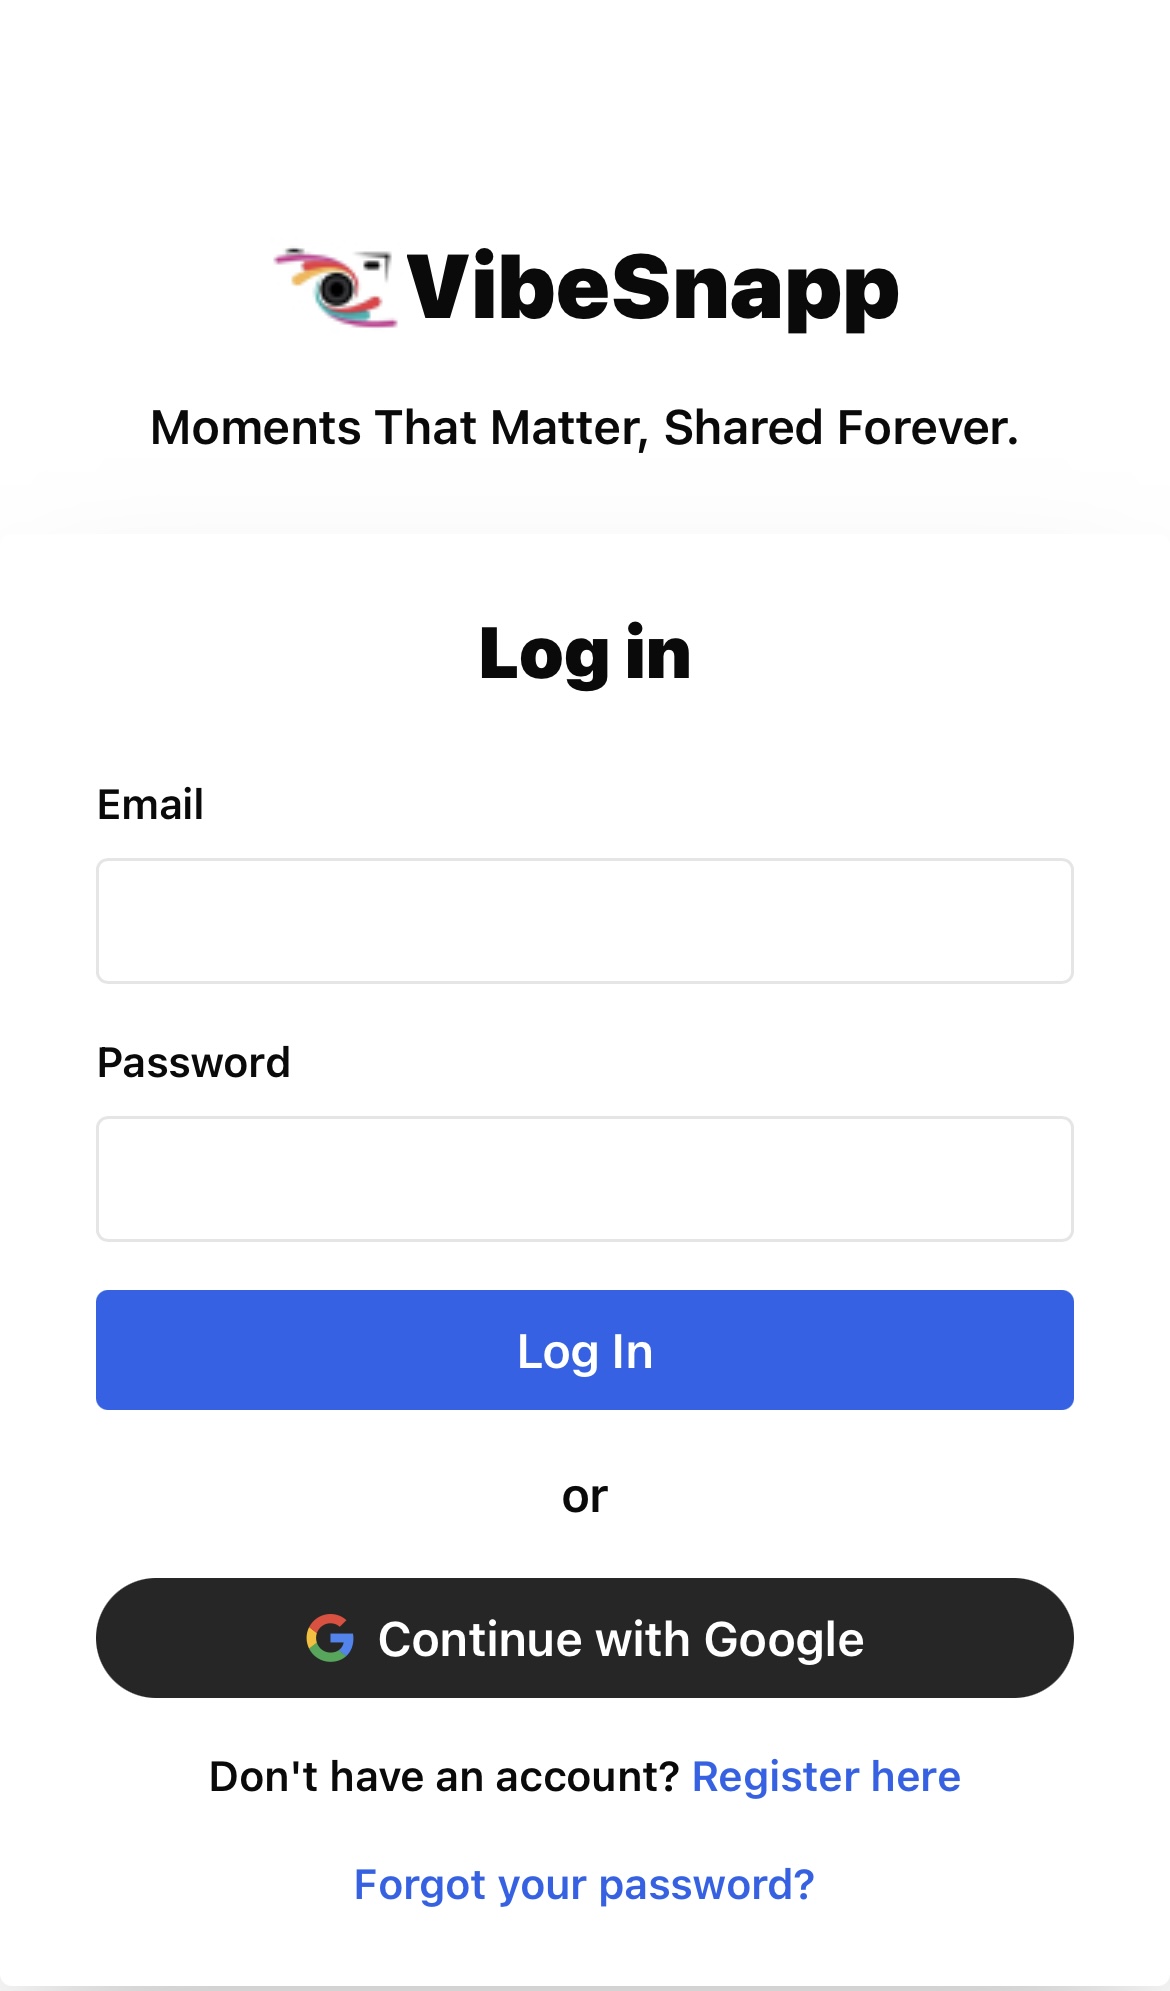 VibeSnapp
Moments That Matter, Shared Forever.
Log in
Email
Password
Log In
or
Continue with Google
Don't have an account? Register here
Forgot your password?